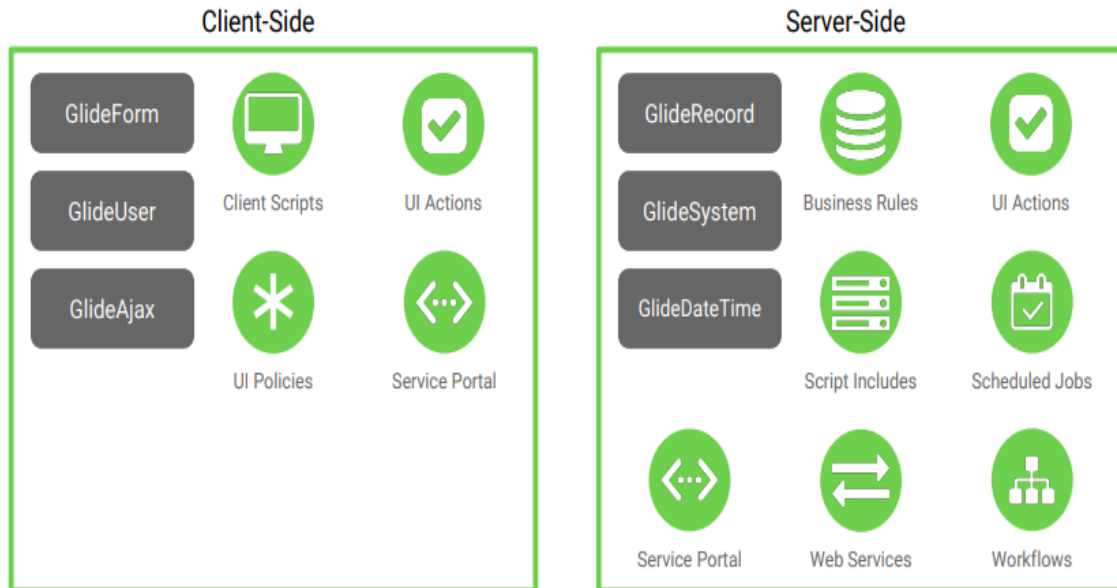 Client-Side
GlideForm
GlideUser
GlideAjax
Client Scripts
UI Actions
UI Policies
Service Portal
Server-Side
GlideRecord
GlideSystem
GlideDateTime
Business Rules
UI Actions
Script Includes
Scheduled Jobs
Service Portal
Web Services
Workflows